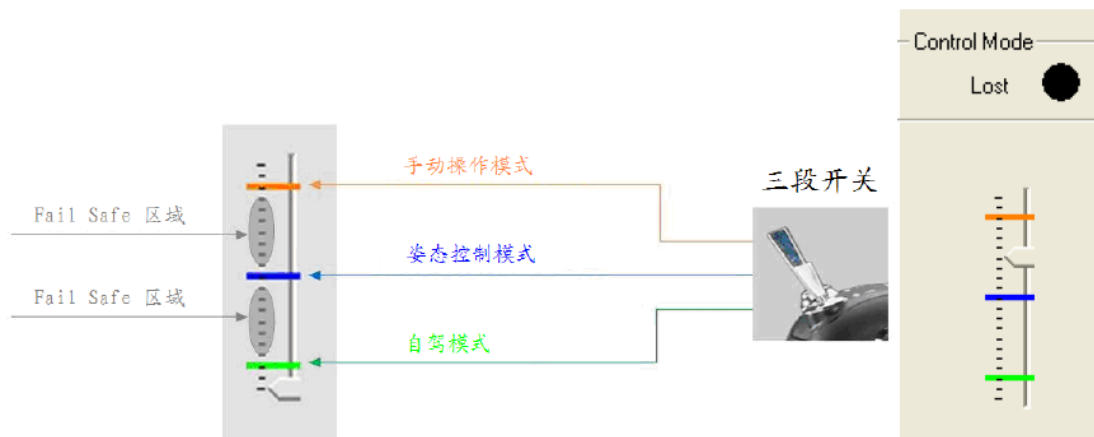 Control Mode
Lost
手动操作模式
三段开关
Fail Safe 区域
姿态控制模式
Fail Safe 区域
自驾模式